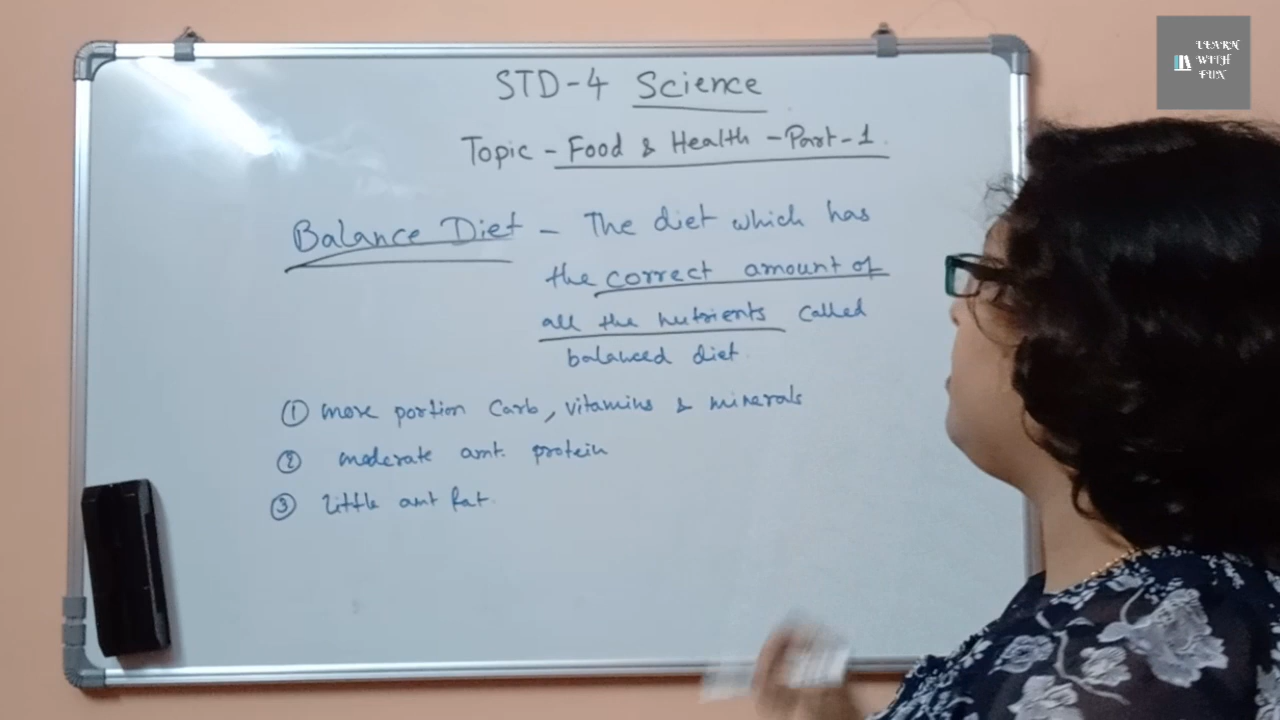 LEARN
WITH
FUN
STD-4 Science
Topic - Food & Health - Part-1.
Balance Diet - The diet which has
the correct amount of
all the nutrients called
balanced diet.
① more portion Carb, vitamins & minerals
② moderate amt. protein
③ little amt fat.